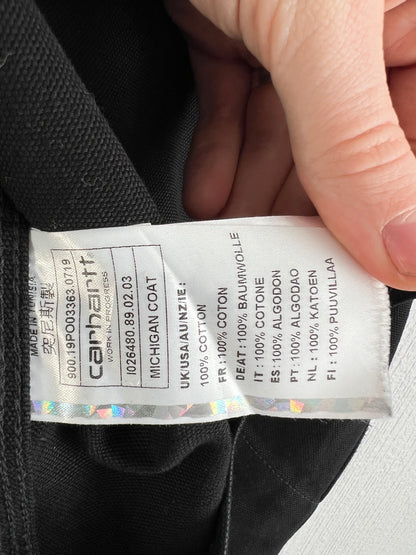 MADE IN TUNISIA
突尼斯製
900.19PO03363.0719
carhartt
WORK IN PROGRESS
I026480.89.02.03
MICHIGAN COAT
UK/USA/AU/NZ/IE:
100% COTTON
FR : 100% COTON
DE/AT : 100% BAUMWOLLE
IT : 100% COTONE
ES : 100% ALGODON
PT : 100% ALGODAO
NL : 100% KATOEN
FI : 100% PUUVILLAA